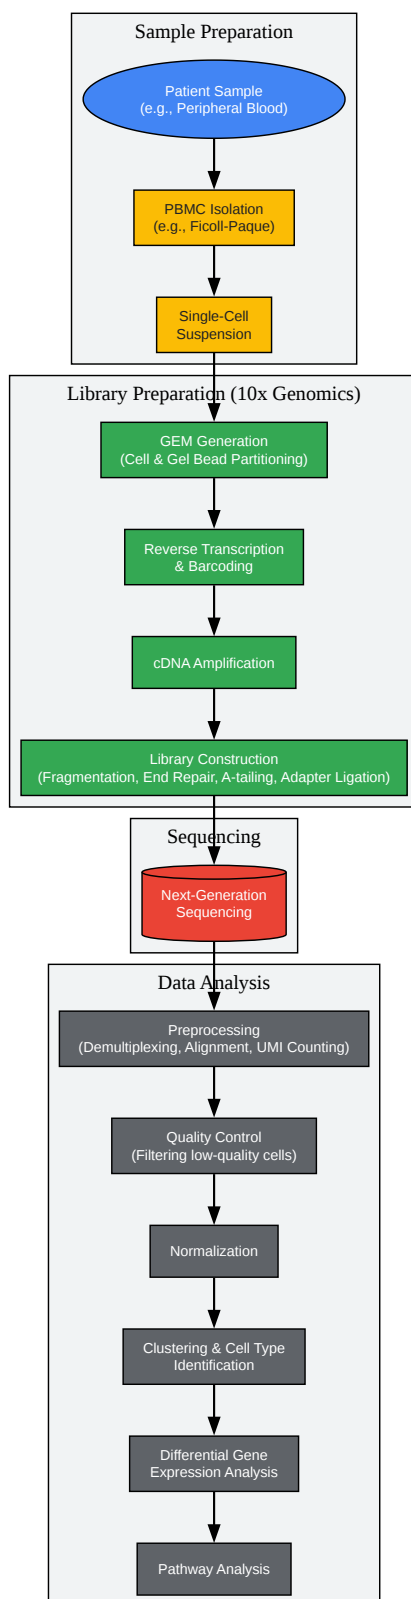 Sample Preparation
Patient Sample
(e.g., Peripheral Blood)
PBMC Isolation
(e.g., Ficoll-Paque)
Single-Cell
Suspension
Library Preparation (10x Genomics)
GEM Generation
(Cell & Gel Bead Partitioning)
Reverse Transcription
& Barcoding
cDNA Amplification
Library Construction
(Fragmentation, End Repair, A-tailing, Adapter Ligation)
Sequencing
Next-Generation
Sequencing
Data Analysis
Preprocessing
(Demultiplexing, Alignment, UMI Counting)
Quality Control
(Filtering low-quality cells)
Normalization
Clustering & Cell Type
Identification
Differential Gene
Expression Analysis
Pathway Analysis